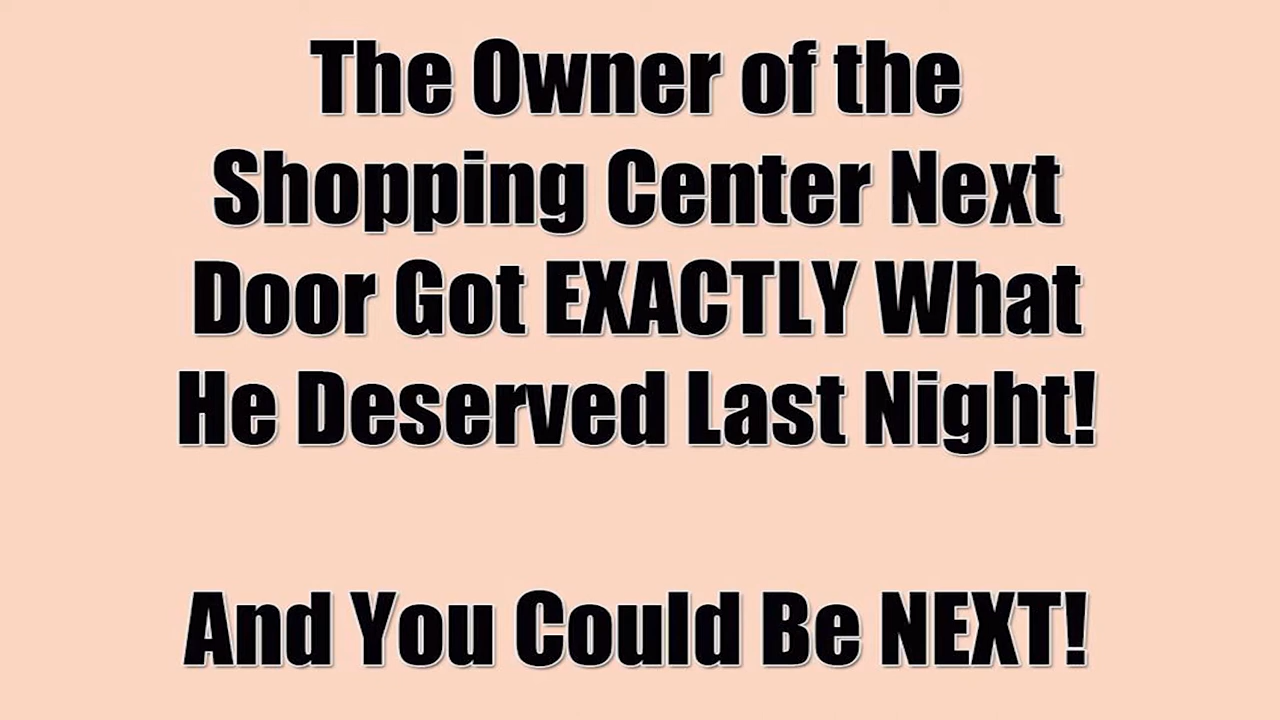 The Owner of the
Shopping Center Next
Door Got EXACTLY What
He Deserved Last Night!
And You Could Be NEXT!